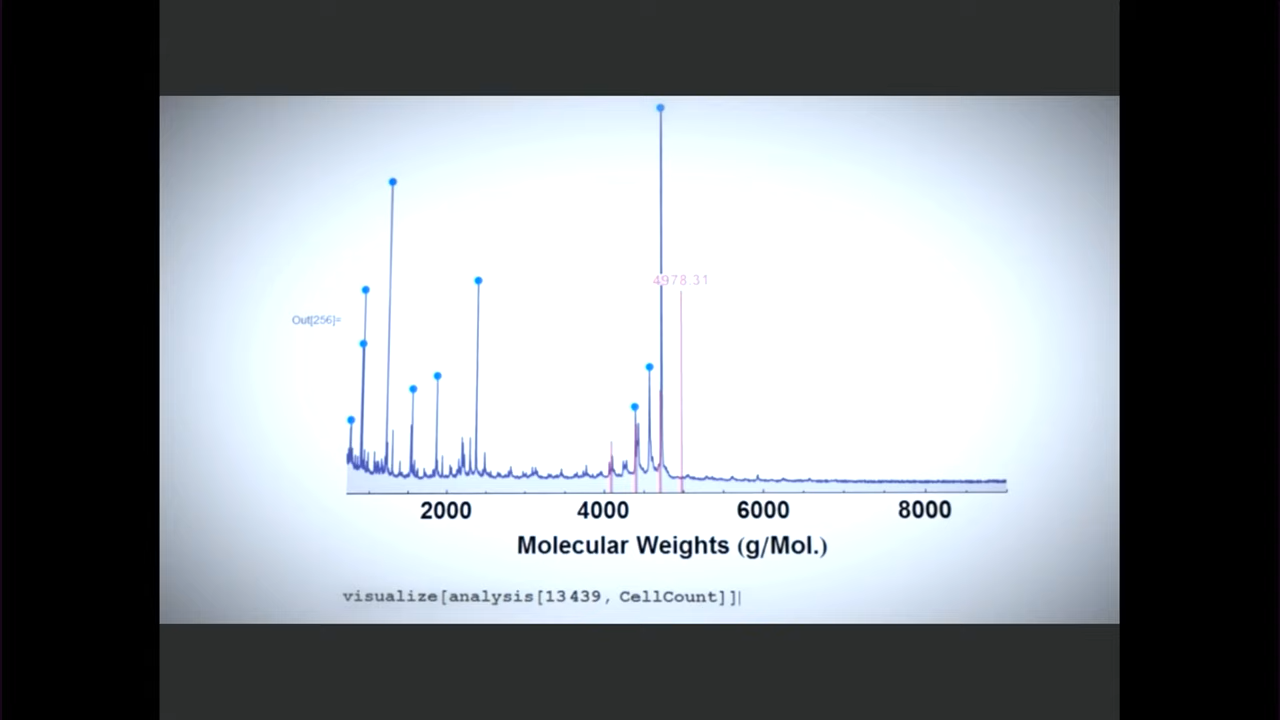 4978.31
Out[256]=
2000 4000 6000 8000
Molecular Weights (g/Mol.)
visualize[analysis[13439, CellCount]]